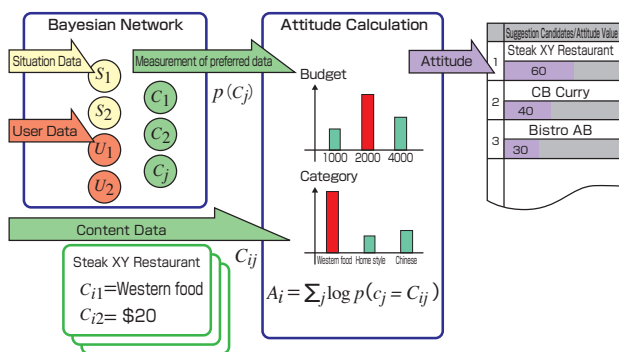 Bayesian Network
Attitude Calculation
Situation Data
Measurement of preferred data
Attitude
Suggestion Candidates/Attitude Value
1
Steak XY Restaurant
60
2
CB Curry
40
3
Bistro AB
30
S1
S2
User Data
U1
U2
C1
C2
Cj
p(Cj)
Budget
1000 2000 4000
Category
Western food Home style Chinese
Ai=∑j log p(cj=Cij)
Content Data
Cij
Steak XY Restaurant
Ci1=Western food
Ci2= $20